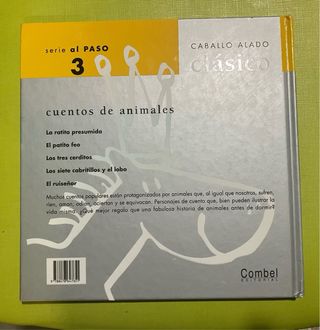 serie al PASO
3
CABALLO ALADO
clásico
cuentos de animales
La ratita presumida
El patito feo
Los tres cerditos
Los siete cabritillos y el lobo
El ruiseñor
Muchos cuentos populares están protagonizados por animales que, al igual que nosotros, sufren,
ríen, aman, odian, aciertan y se equivocan. Personajes de cuento que, bien pueden ilustrar la
vida misma. ¿Qué mejor regalo que una fabulosa historia de animales antes de dormir?
Combel
EDITORIAL